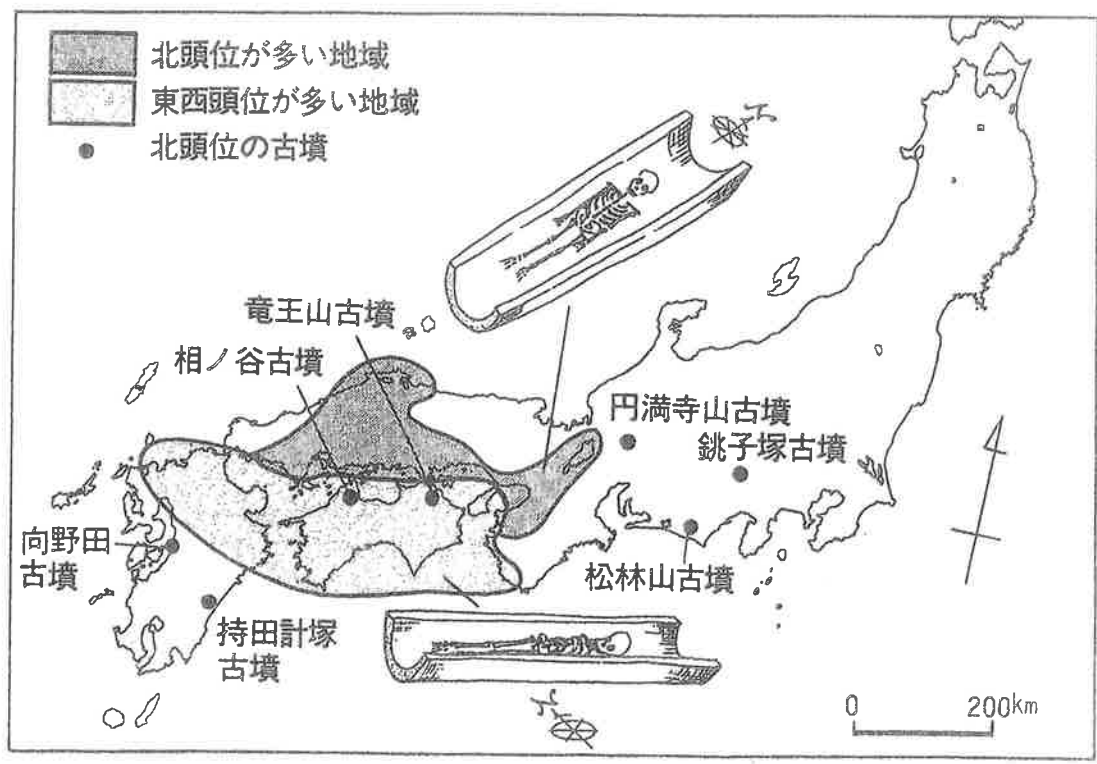 北頭位が多い地域
東西頭位が多い地域
北頭位の古墳
竜王山古墳
相ノ谷古墳
円満寺山古墳
銚子塚古墳
向野田
古墳
松林山古墳
持田計塚
古墳
0 200km